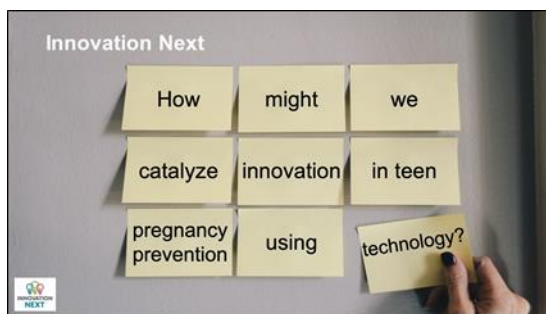 Innovation Next
How might we
catalyze innovation in teen
pregnancy
prevention using technology?
INNOVATION
NEXT